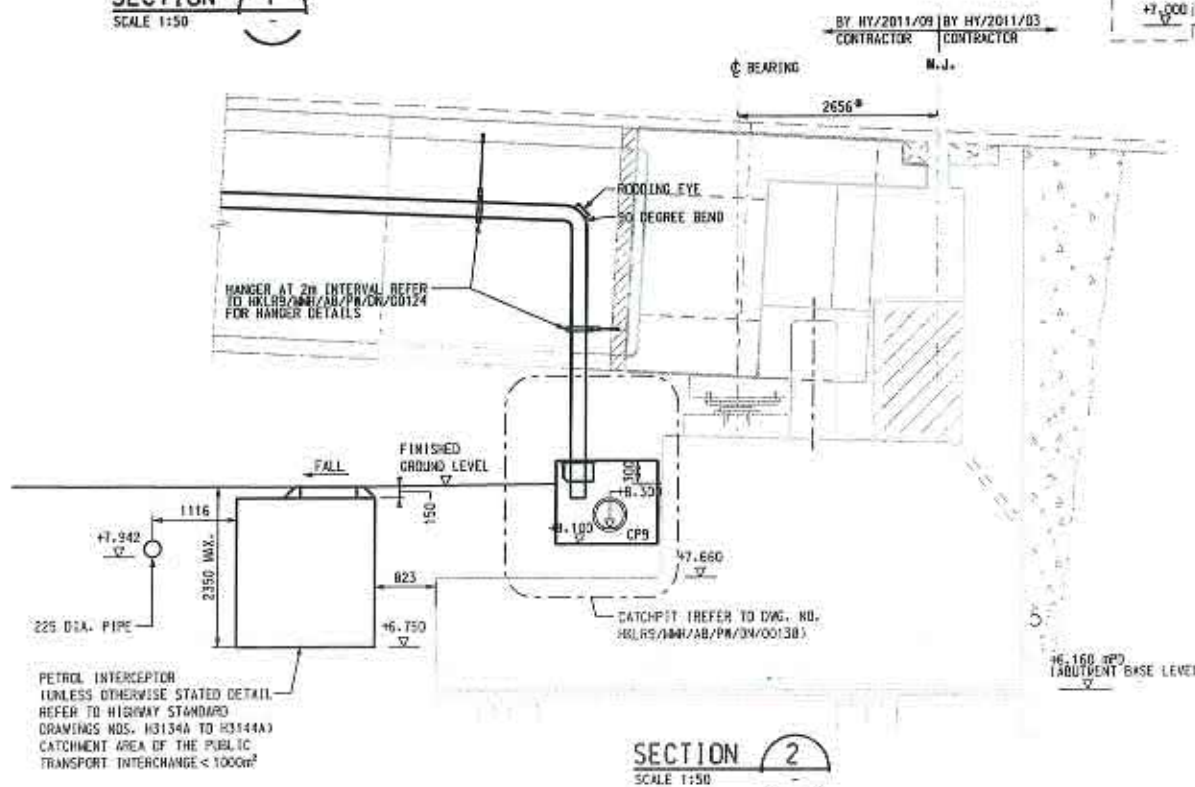 SECTION 1
SCALE 1:50
-
BY HY/2011/09 BY HY/2011/03
CONTRACTOR CONTRACTOR
+7.000
℄ BEARING
M.J.
2656
RODDING EYE
90 DEGREE BEND
HANGER AT 2m INTERVAL REFER
TO HKLR9/WMH/AB/PW/DN/00124
FOR HANGER DETAILS
FINISHED
GROUND LEVEL
FALL
150
300
+8.300
+8.100
CP9
1116
+7.942
2350 MAX.
823
+7.660
225 DIA. PIPE
+6.750
CATCHPIT (REFER TO DWG. NO.
HKLR9/WMH/AB/PW/DN/00138)
PETROL INTERCEPTOR
(UNLESS OTHERWISE STATED DETAIL
REFER TO HIGHWAY STANDARD
DRAWINGS NOS. H3134A TO H3144A)
CATCHMENT AREA OF THE PUBLIC
TRANSPORT INTERCHANGE < 1000m²
+6.160 mPD
(ABUTMENT BASE LEVEL
SECTION 2
SCALE 1:50
-